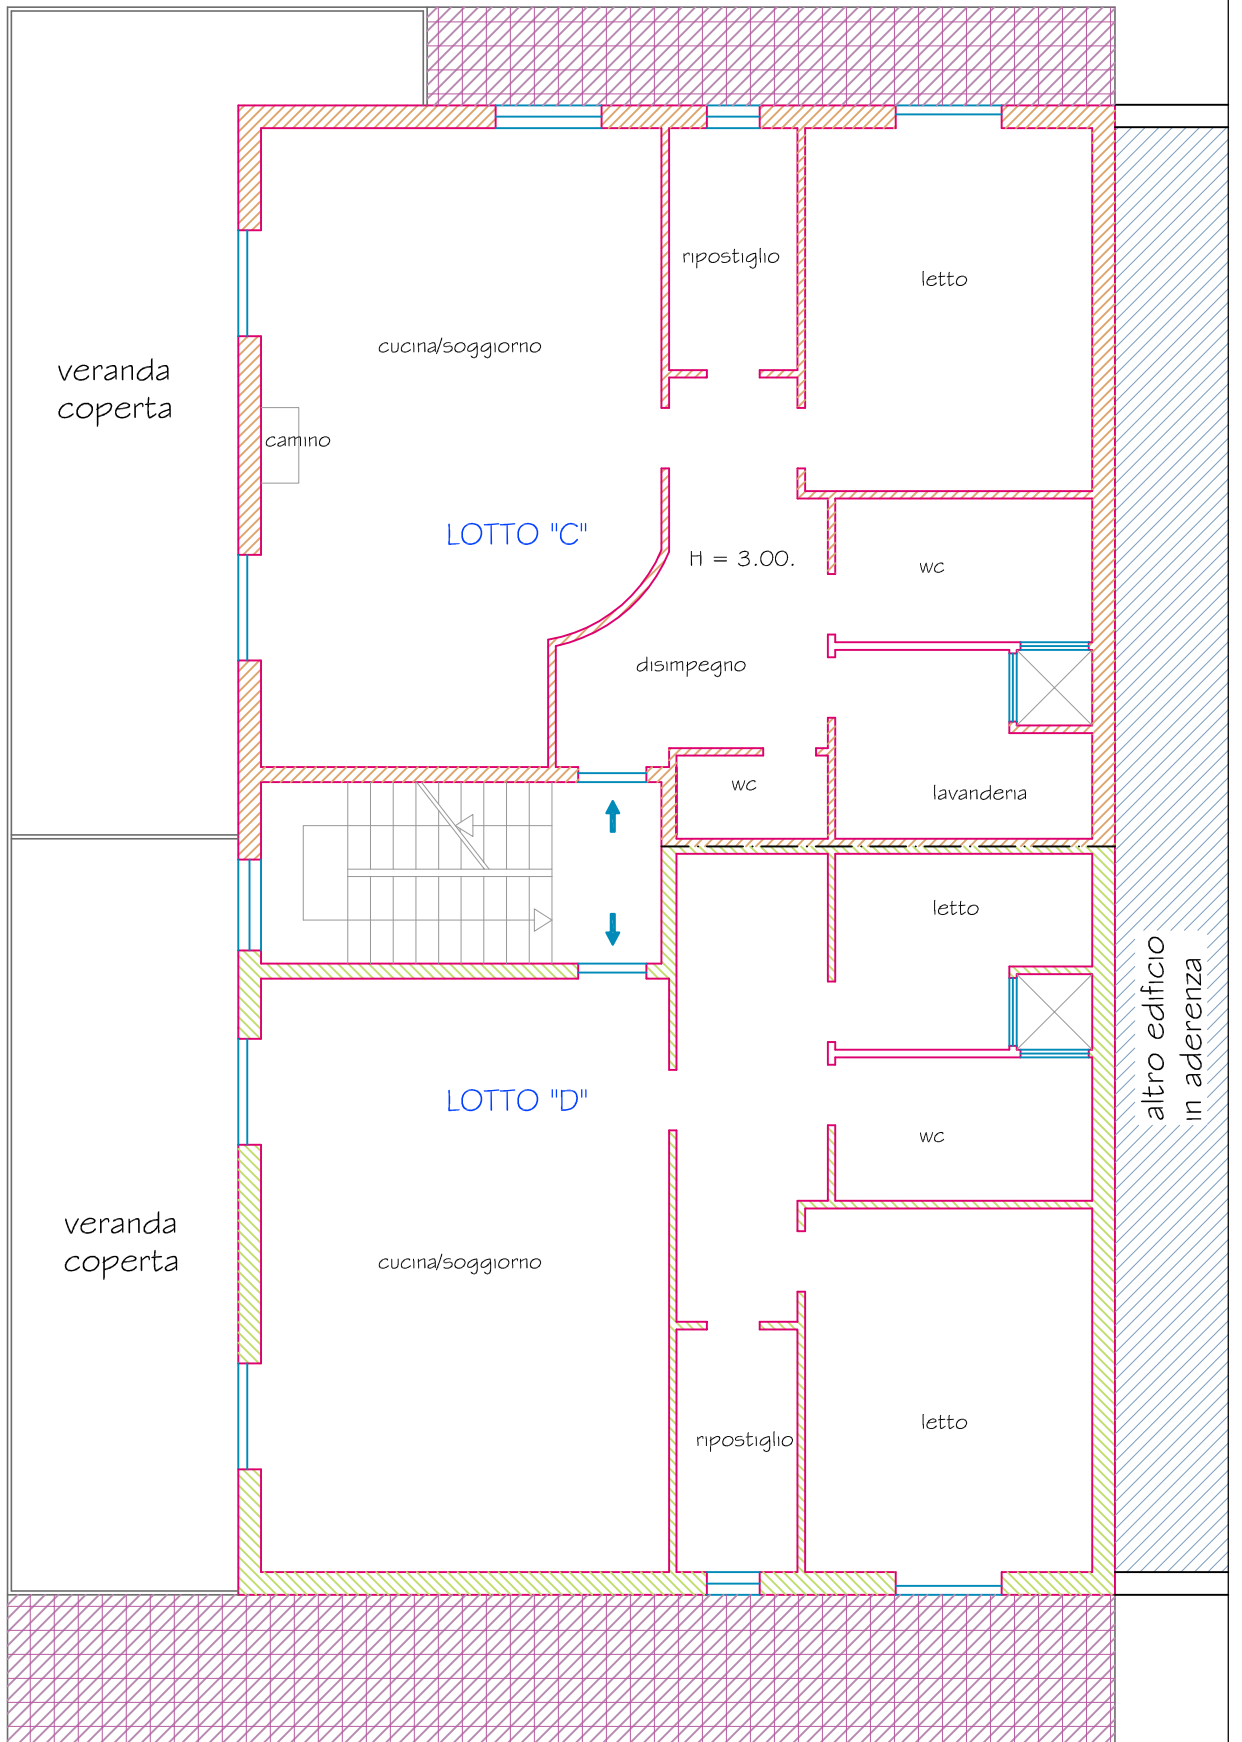 ripostiglio
letto
cucina/soggiorno
veranda
coperta
camino
LOTTO "C"
H = 3.00.
wc
disimpegno
wc
lavanderia
letto
altro edificio
in aderenza
LOTTO "D"
wc
veranda
coperta
cucina/soggiorno
letto
ripostiglio